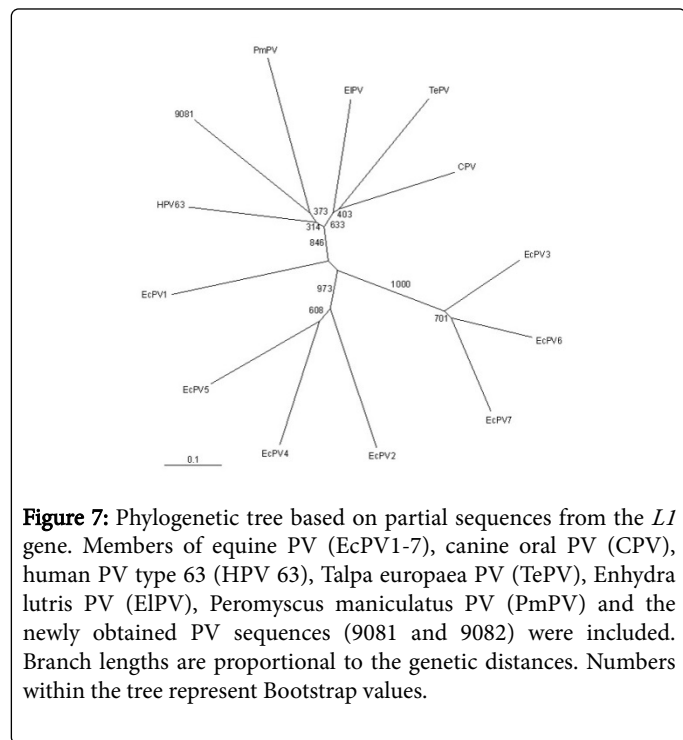 PmPV
ElPV
TePV
9081
CPV
HPV63
373
403
314
633
846
EcPV3
1000
EcPV1
973
701
608
EcPV6
EcPV5
EcPV7
EcPV4
EcPV2
0.1
Figure 7: Phylogenetic tree based on partial sequences from the L1
gene. Members of equine PV (EcPV1-7), canine oral PV (CPV),
human PV type 63 (HPV 63), Talpa europaea PV (TePV), Enhydra
lutris PV (ElPV), Peromyscus maniculatus PV (PmPV) and the
newly obtained PV sequences (9081 and 9082) were included.
Branch lengths are proportional to the genetic distances. Numbers
within the tree represent Bootstrap values.